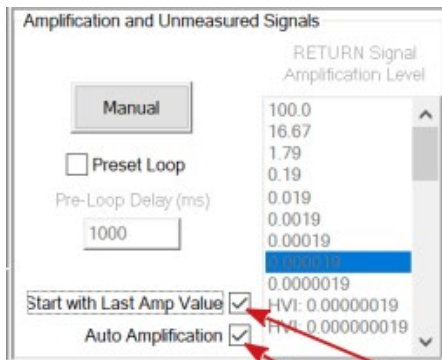 Amplification and Unmeasured Signals
RETURN Signal
Amplification Level
Manual
Preset Loop
Pre-Loop Delay (ms)
1000
100.0
16.67
1.79
0.19
0.019
0.0019
0.00019
0.000019
0.0000019
HVI: 0.00000019
HVI: 0.000000019
Start with Last Amp Value
Auto Amplification